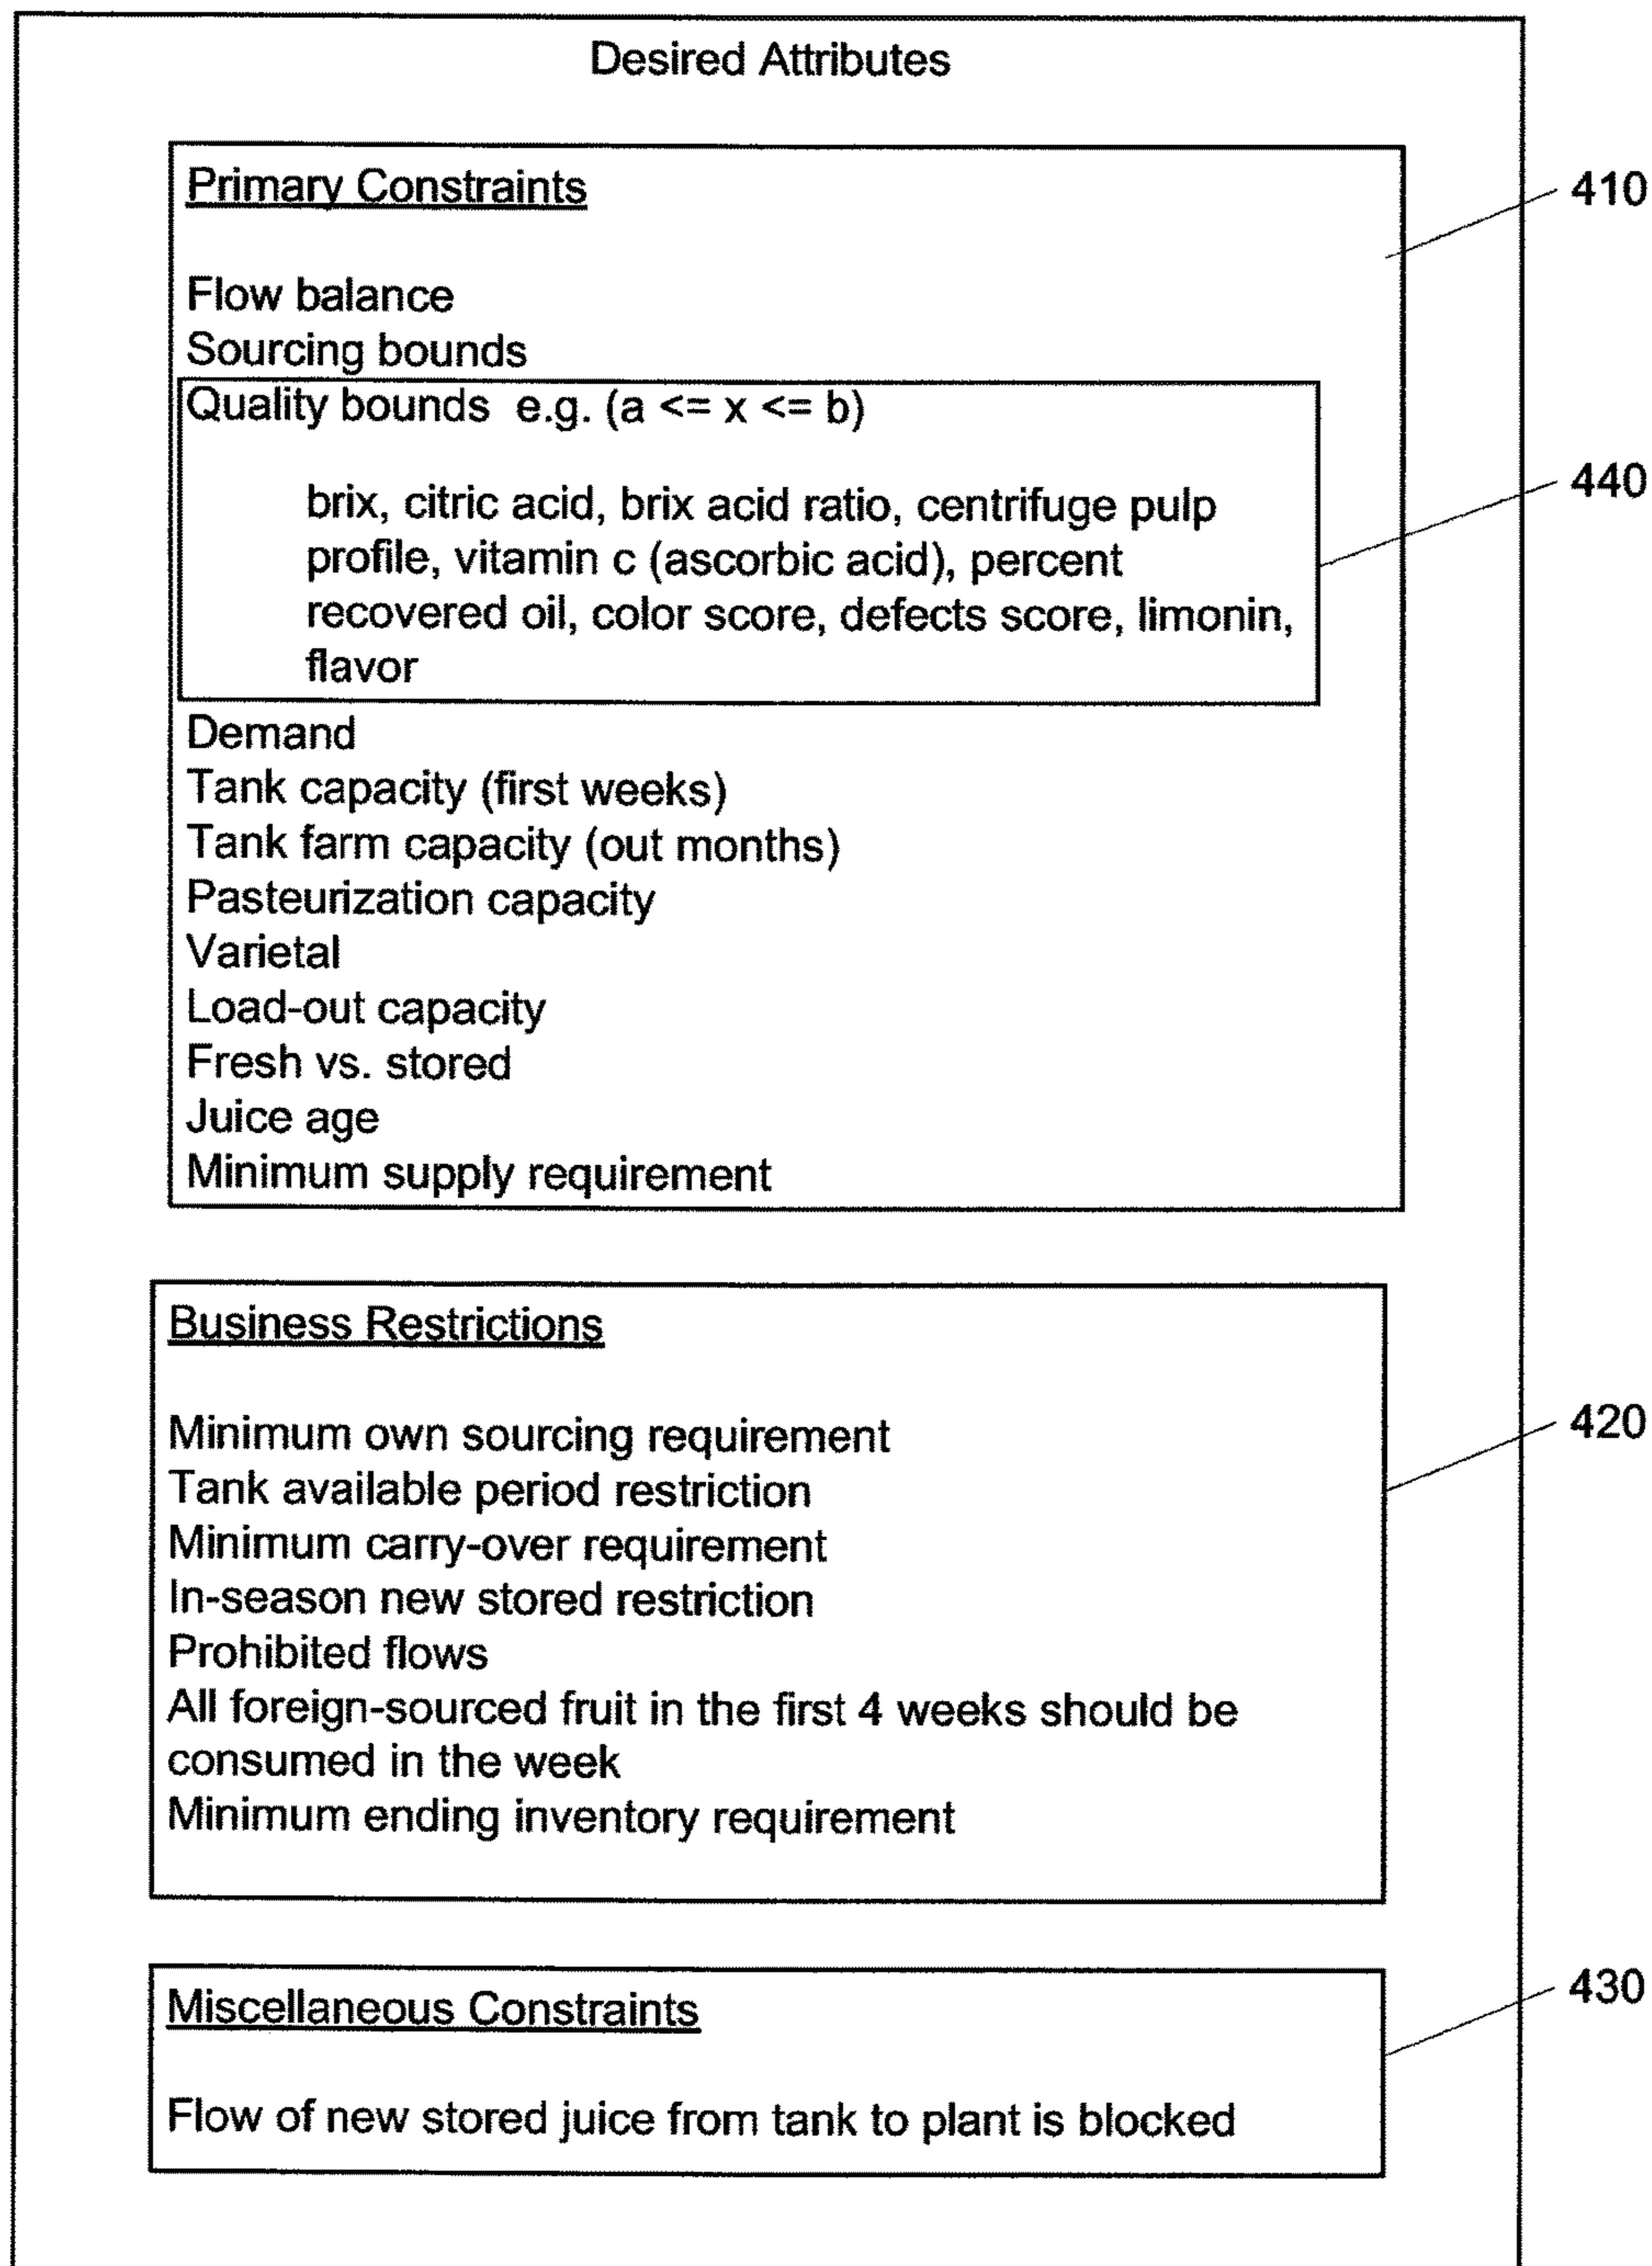 Desired Attributes
Primary Constraints
410
Flow balance
Sourcing bounds
Quality bounds e.g. (a <= x <= b)
440
brix, citric acid, brix acid ratio, centrifuge pulp
profile, vitamin c (ascorbic acid), percent
recovered oil, color score, defects score, limonin,
flavor
Demand
Tank capacity (first weeks)
Tank farm capacity (out months)
Pasteurization capacity
Varietal
Load-out capacity
Fresh vs. stored
Juice age
Minimum supply requirement
Business Restrictions
420
Minimum own sourcing requirement
Tank available period restriction
Minimum carry-over requirement
In-season new stored restriction
Prohibited flows
All foreign-sourced fruit in the first 4 weeks should be
consumed in the week
Minimum ending inventory requirement
Miscellaneous Constraints
430
Flow of new stored juice from tank to plant is blocked